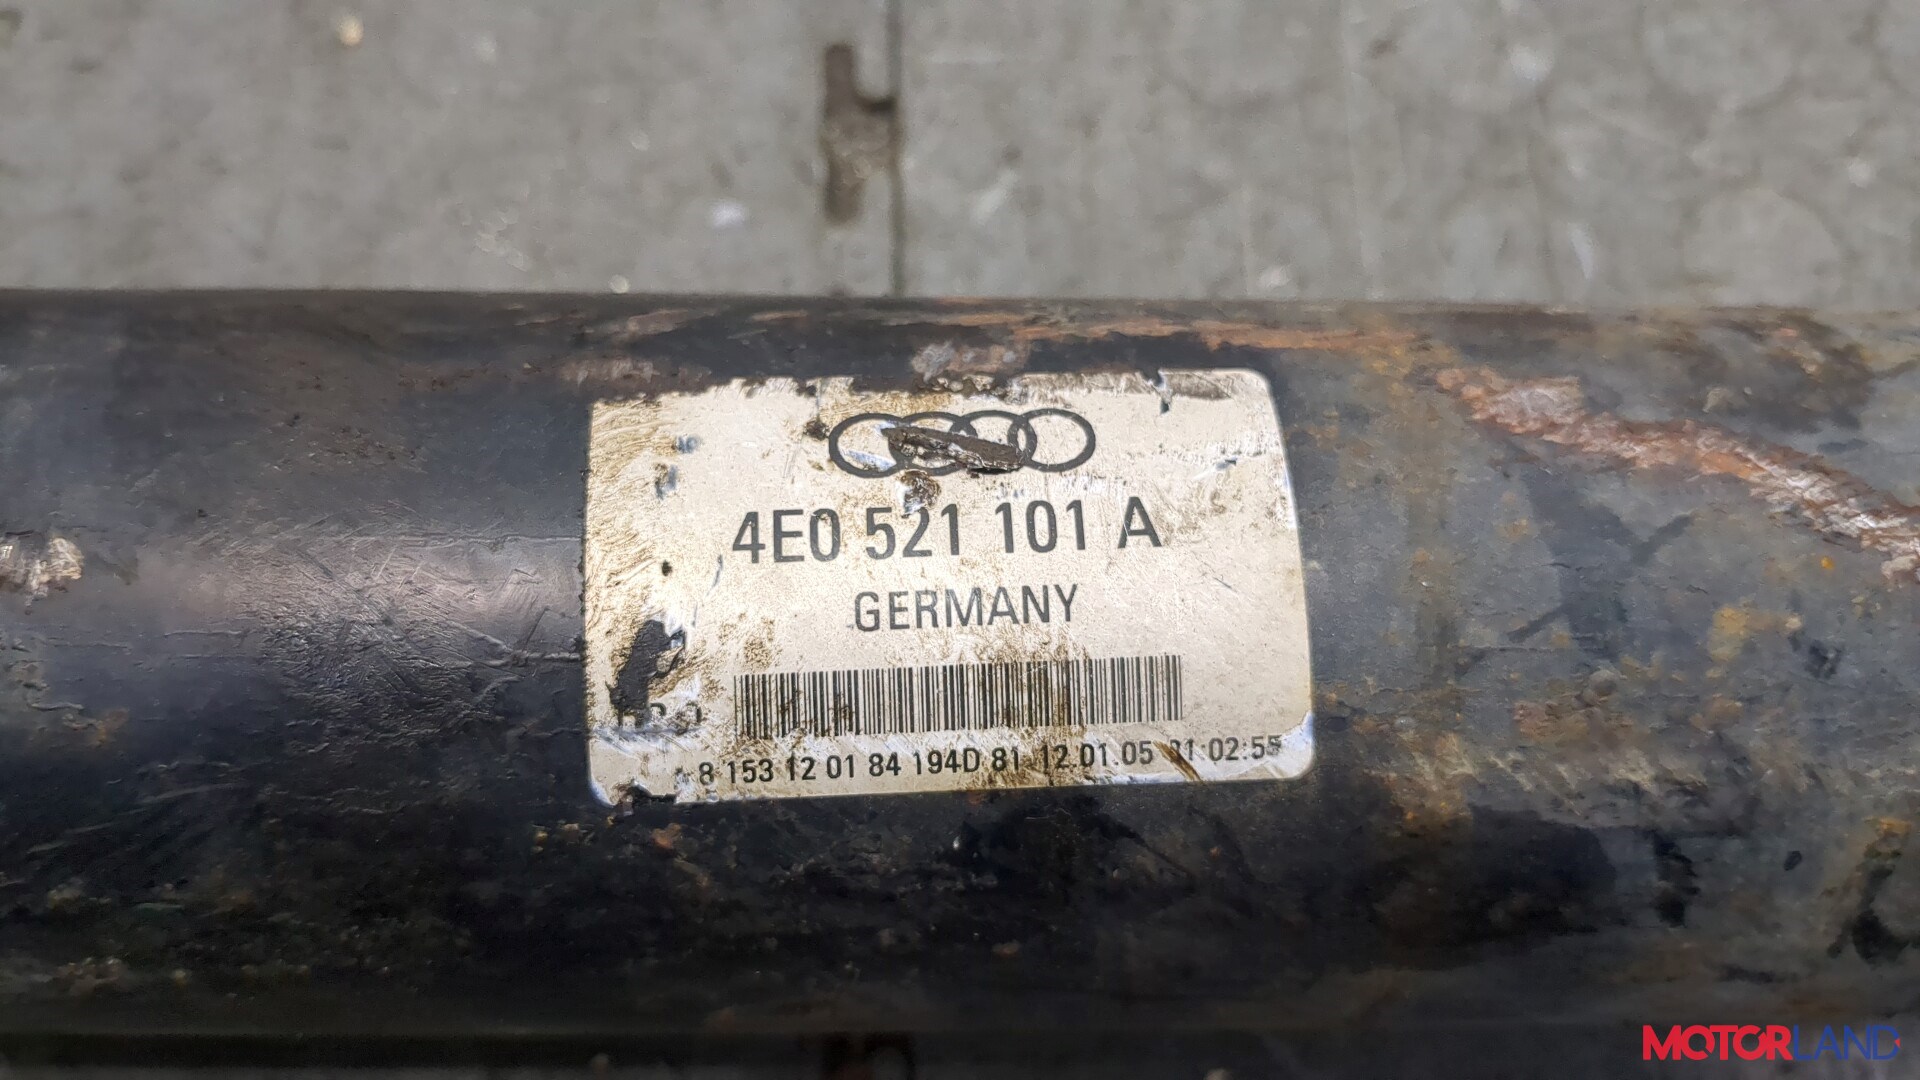 4E0 521 101 A
GERMANY
8 153 12 01 84 194D 81 12.01.05 01:02:55
MOTORLAND